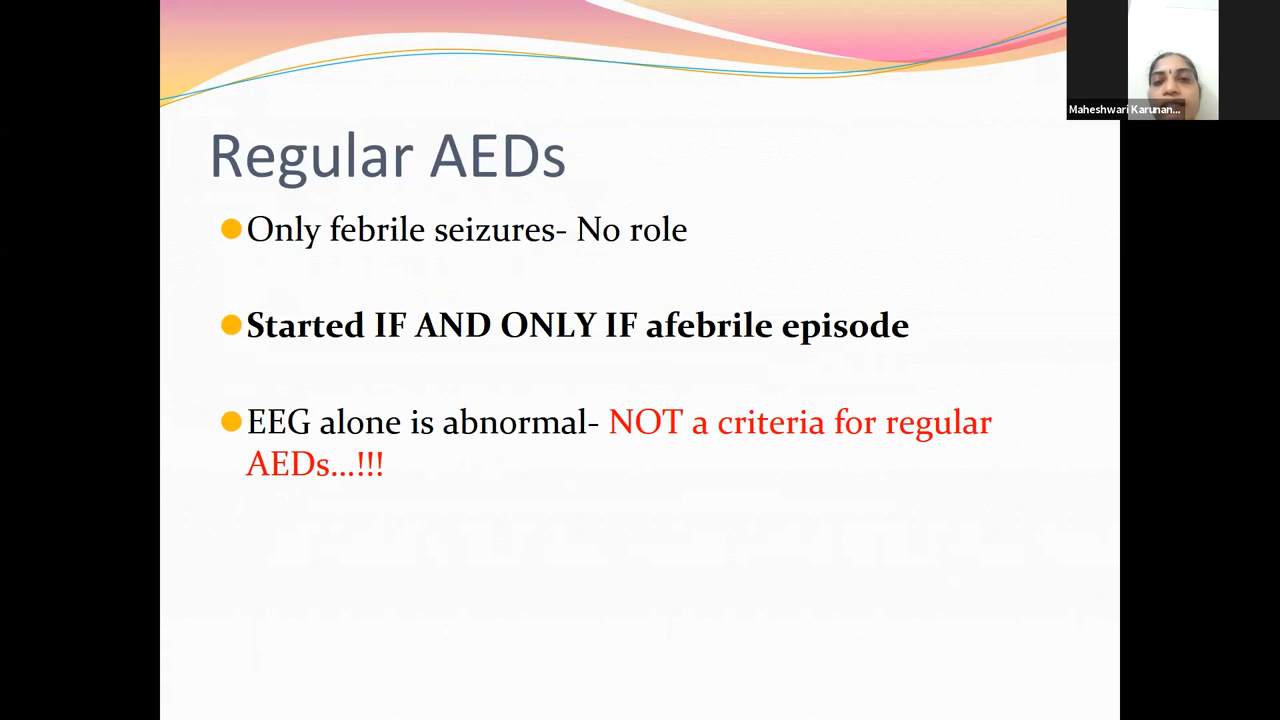 Maheshwari Karunan...
Regular AEDs
Only febrile seizures- No role
Started IF AND ONLY IF afebrile episode
EEG alone is abnormal- NOT a criteria for regular
AEDs...!!!